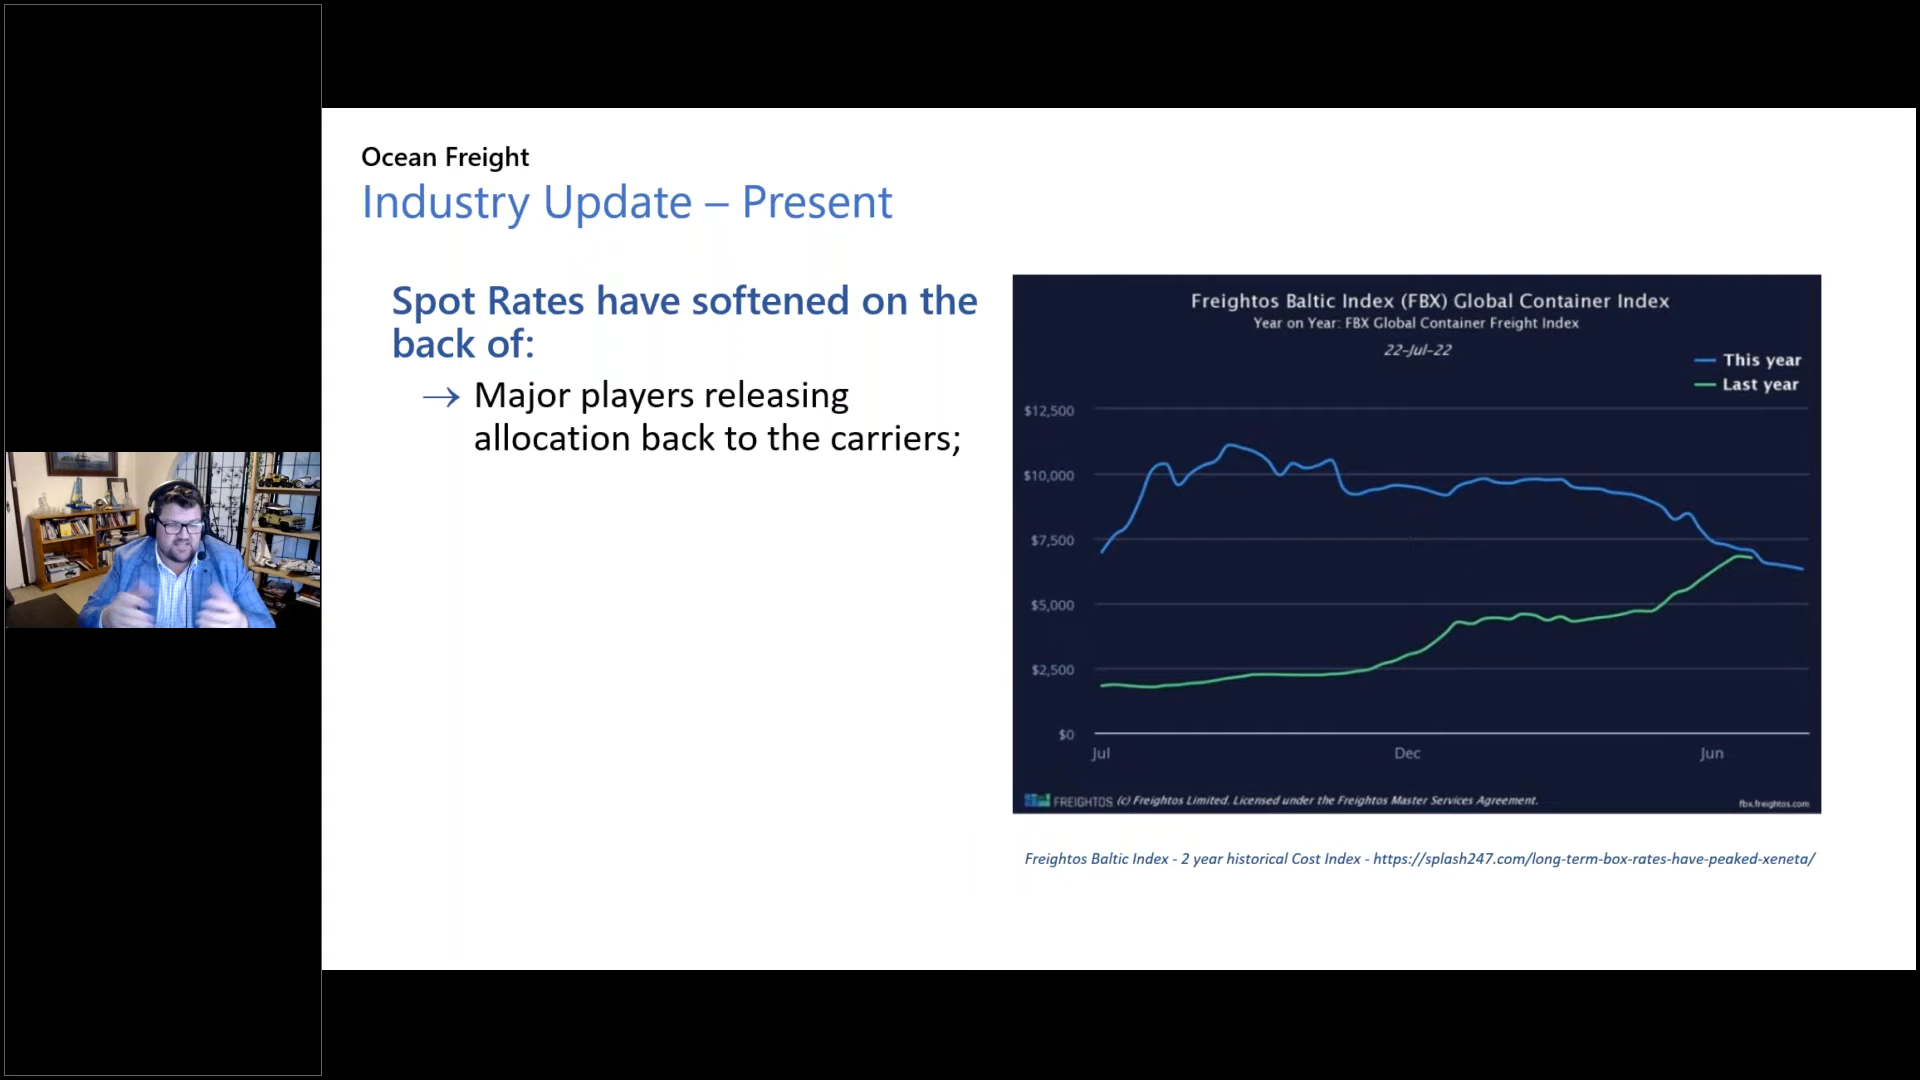 Ocean Freight
Industry Update – Present
Spot Rates have softened on the
back of:
→ Major players releasing
allocation back to the carriers;
Freightos Baltic Index (FBX) Global Container Index
Year on Year: FBX Global Container Freight Index
22-Jul-22
This year
Last year
$12,500
$10,000
$7,500
$5,000
$2,500
$0
Jul Dec Jun
FREIGHTOS (c) Freightos Limited. Licensed under the Freightos Master Services Agreement.
fbx.freightos.com
Freightos Baltic Index - 2 year historical Cost Index - https://splash247.com/long-term-box-rates-have-peaked-xeneta/